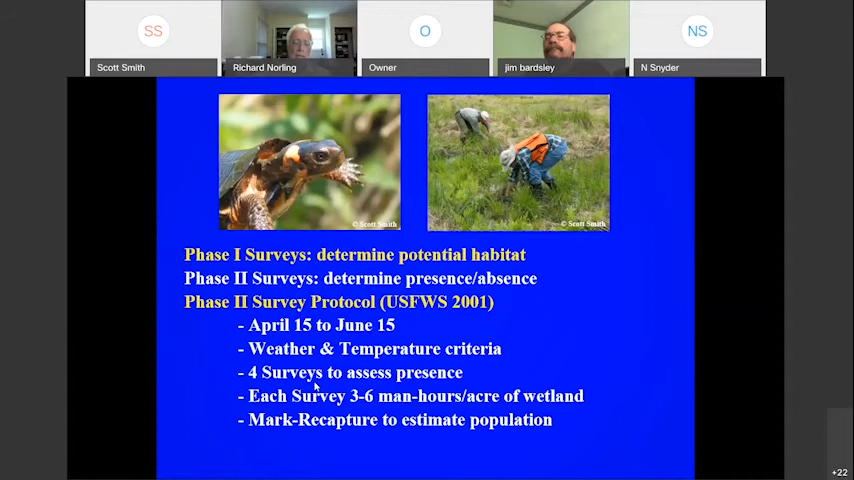 SS
O
NS
Scott Smith
Richard Norling
Owner
jim bardsley
N Snyder
© Scott Smith
© Scott Smith
Phase I Surveys: determine potential habitat
Phase II Surveys: determine presence/absence
Phase II Survey Protocol (USFWS 2001)
- April 15 to June 15
- Weather & Temperature criteria
- 4 Surveys to assess presence
- Each Survey 3-6 man-hours/acre of wetland
- Mark-Recapture to estimate population
+22